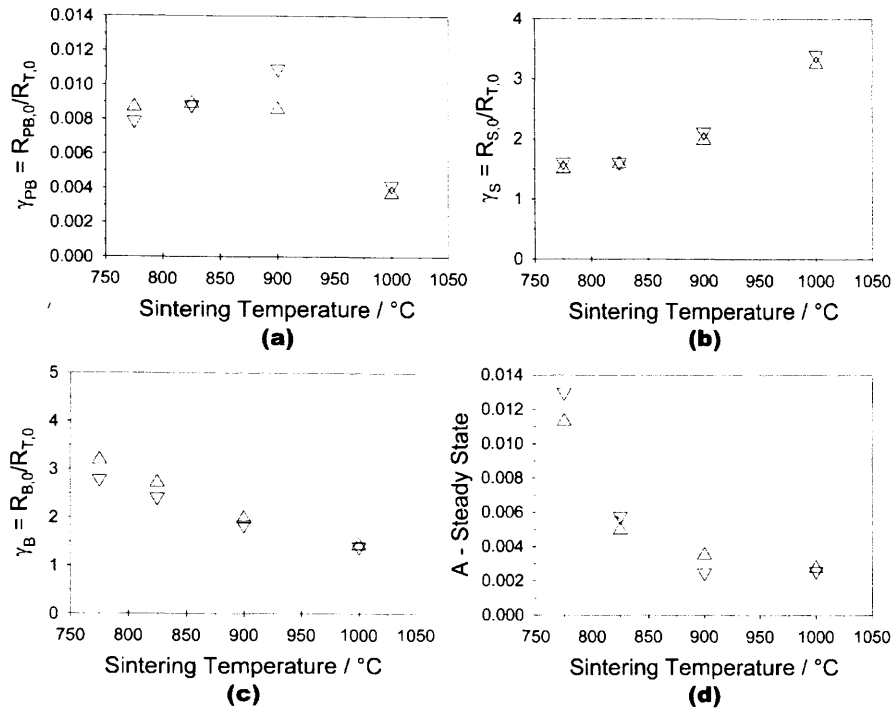 0.014
0.012
0.010
0.008
0.006
0.004
0.002
0.000
γPB = RPB,0/RT,0
750 800 850 900 950 1000 1050
Sintering Temperature / °C
(a)
4
3
2
1
0
γS = RS,0/RT,0
750 800 850 900 950 1000 1050
Sintering Temperature / °C
(b)
5
4
3
2
1
0
γB = RB,0/RT,0
750 800 850 900 950 1000 1050
Sintering Temperature / °C
(c)
0.014
0.012
0.010
0.008
0.006
0.004
0.002
0.000
A - Steady State
750 800 850 900 950 1000 1050
Sintering Temperature / °C
(d)